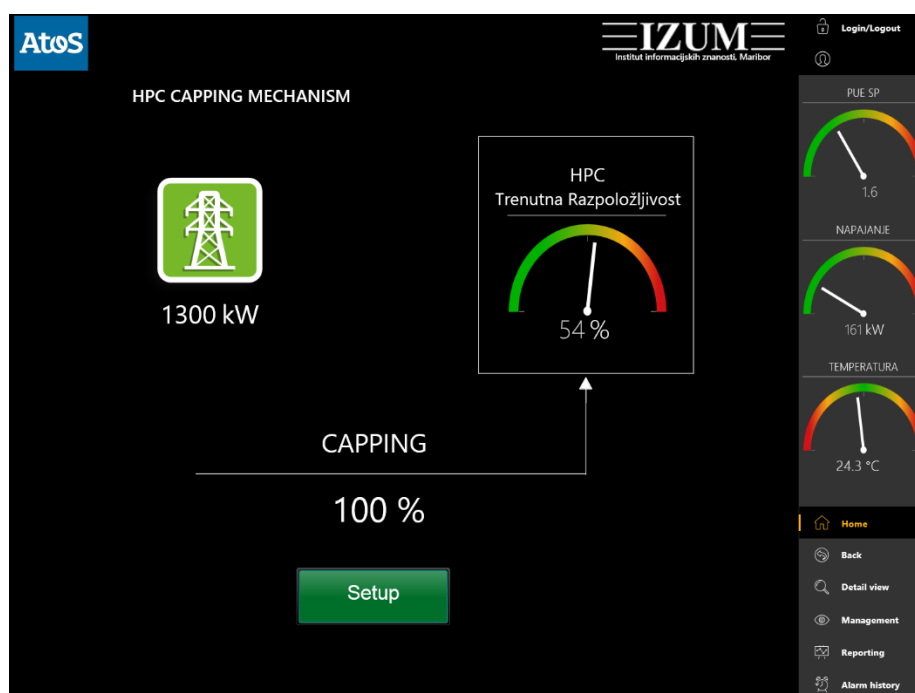 Atos
IZUM
Institut informacijskih znanosti, Maribor
Login/Logout
HPC CAPPING MECHANISM
PUE SP
1.6
HPC
Trenutna Razpoložljivost
54 %
1300 kW
NAPAJANJE
161 kW
TEMPERATURA
24.3 °C
CAPPING
100 %
Setup
Home
Back
Detail view
Management
Reporting
Alarm history